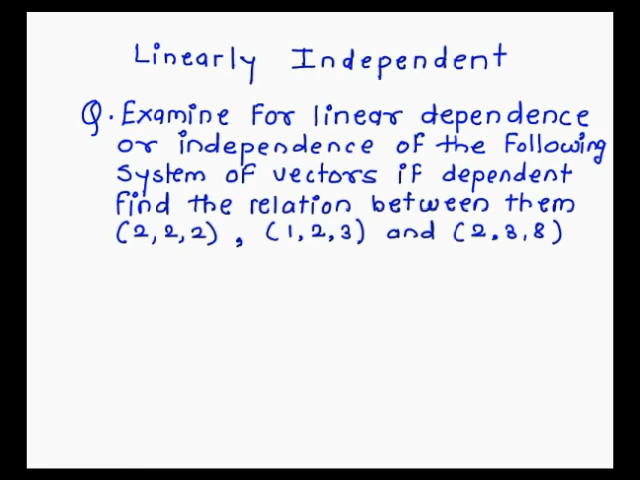 Linearly Independent
Q. Examine For linear dependence
or independence of the Following
System of vectors if dependent
Find the relation between them
(2, 2, 2) , (1, 2, 3) and (2. 3, 8)